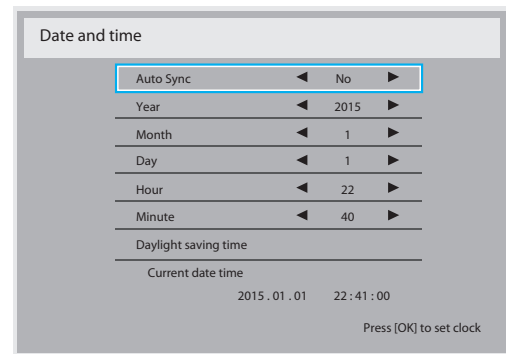 Date and time
Auto Sync ◀ No ▶
Year ◀ 2015 ▶
Month ◀ 1 ▶
Day ◀ 1 ▶
Hour ◀ 22 ▶
Minute ◀ 40 ▶
Daylight saving time
Current date time
2015 . 01 . 01 22 : 41 : 00
Press [OK] to set clock